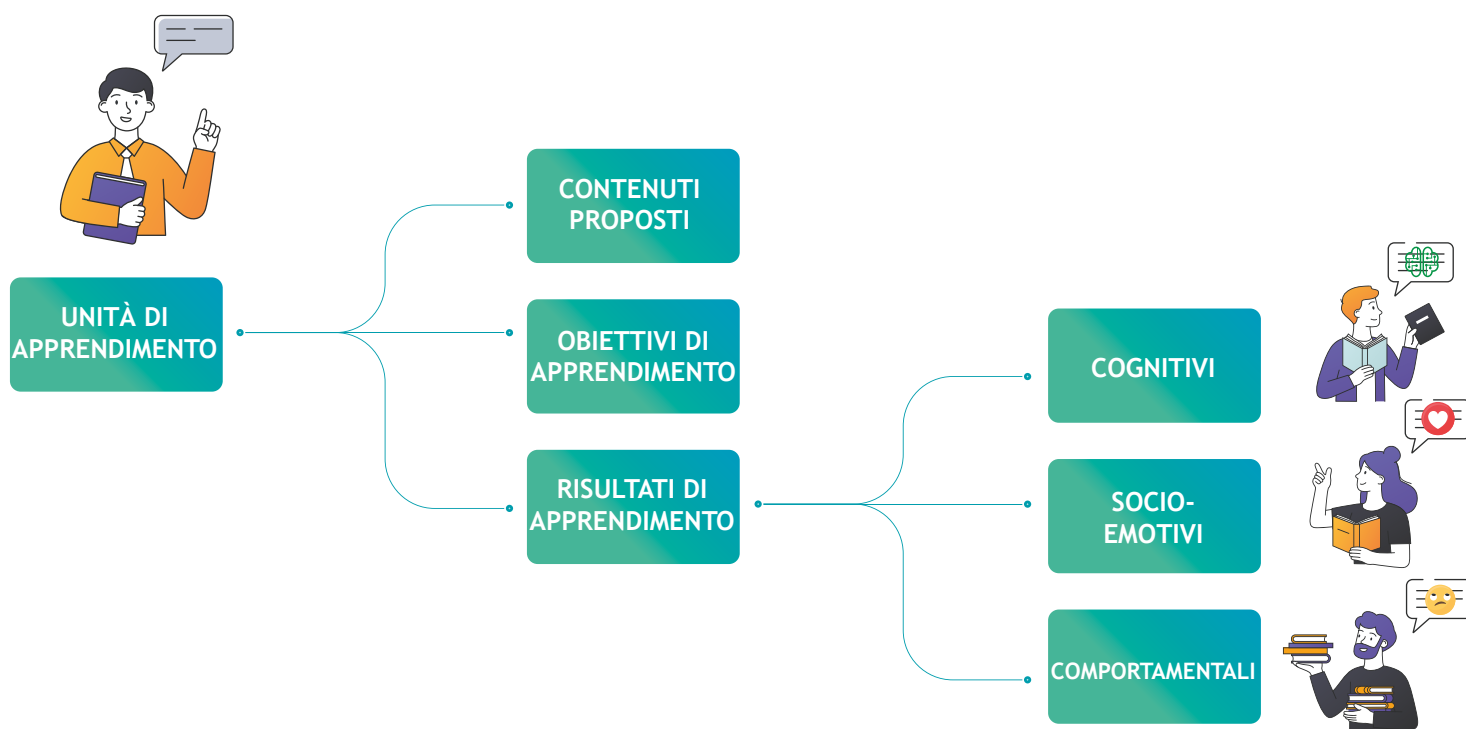 UNITÀ DI
APPRENDIMENTO
CONTENUTI
PROPOSTI
OBIETTIVI DI
APPRENDIMENTO
RISULTATI DI
APPRENDIMENTO
COGNITIVI
SOCIO-
EMOTIVI
COMPORTAMENTALI